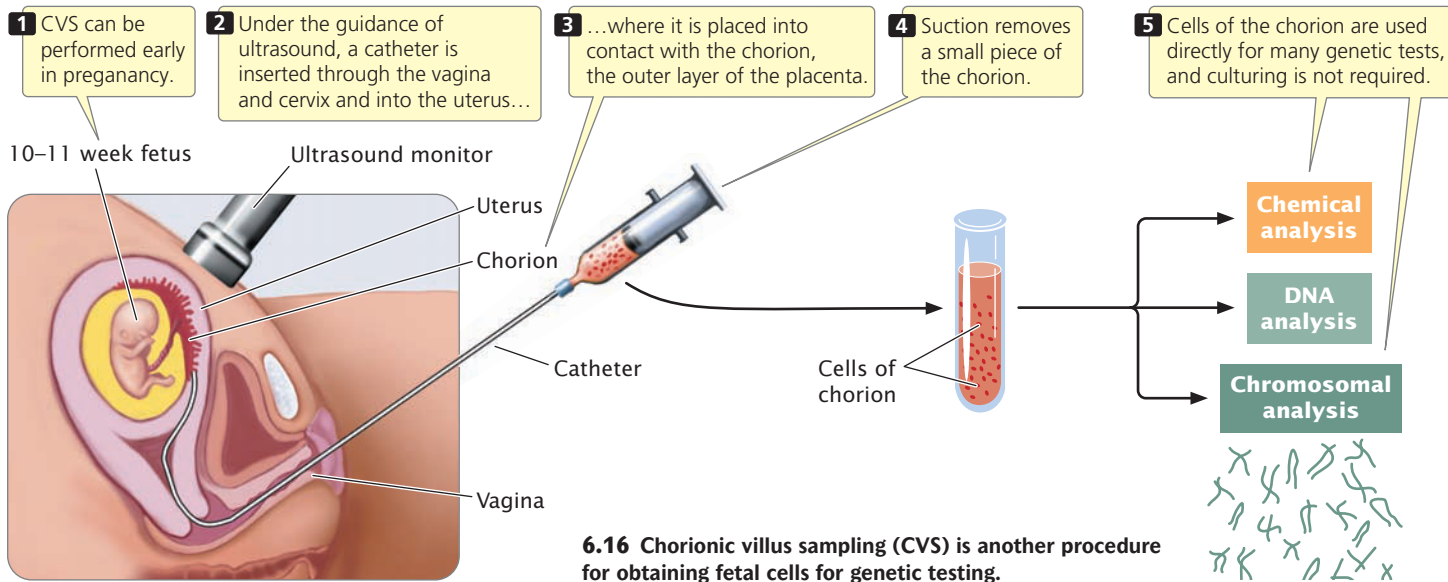 1 CVS can be
performed early
in preganancy.
2 Under the guidance of
ultrasound, a catheter is
inserted through the vagina
and cervix and into the uterus…
3 …where it is placed into
contact with the chorion,
the outer layer of the placenta.
4 Suction removes
a small piece of
the chorion.
5 Cells of the chorion are used
directly for many genetic tests,
and culturing is not required.
10–11 week fetus
Ultrasound monitor
Uterus
Chorion
Catheter
Vagina
Cells of
chorion
Chemical
analysis
DNA
analysis
Chromosomal
analysis
6.16 Chorionic villus sampling (CVS) is another procedure
for obtaining fetal cells for genetic testing.